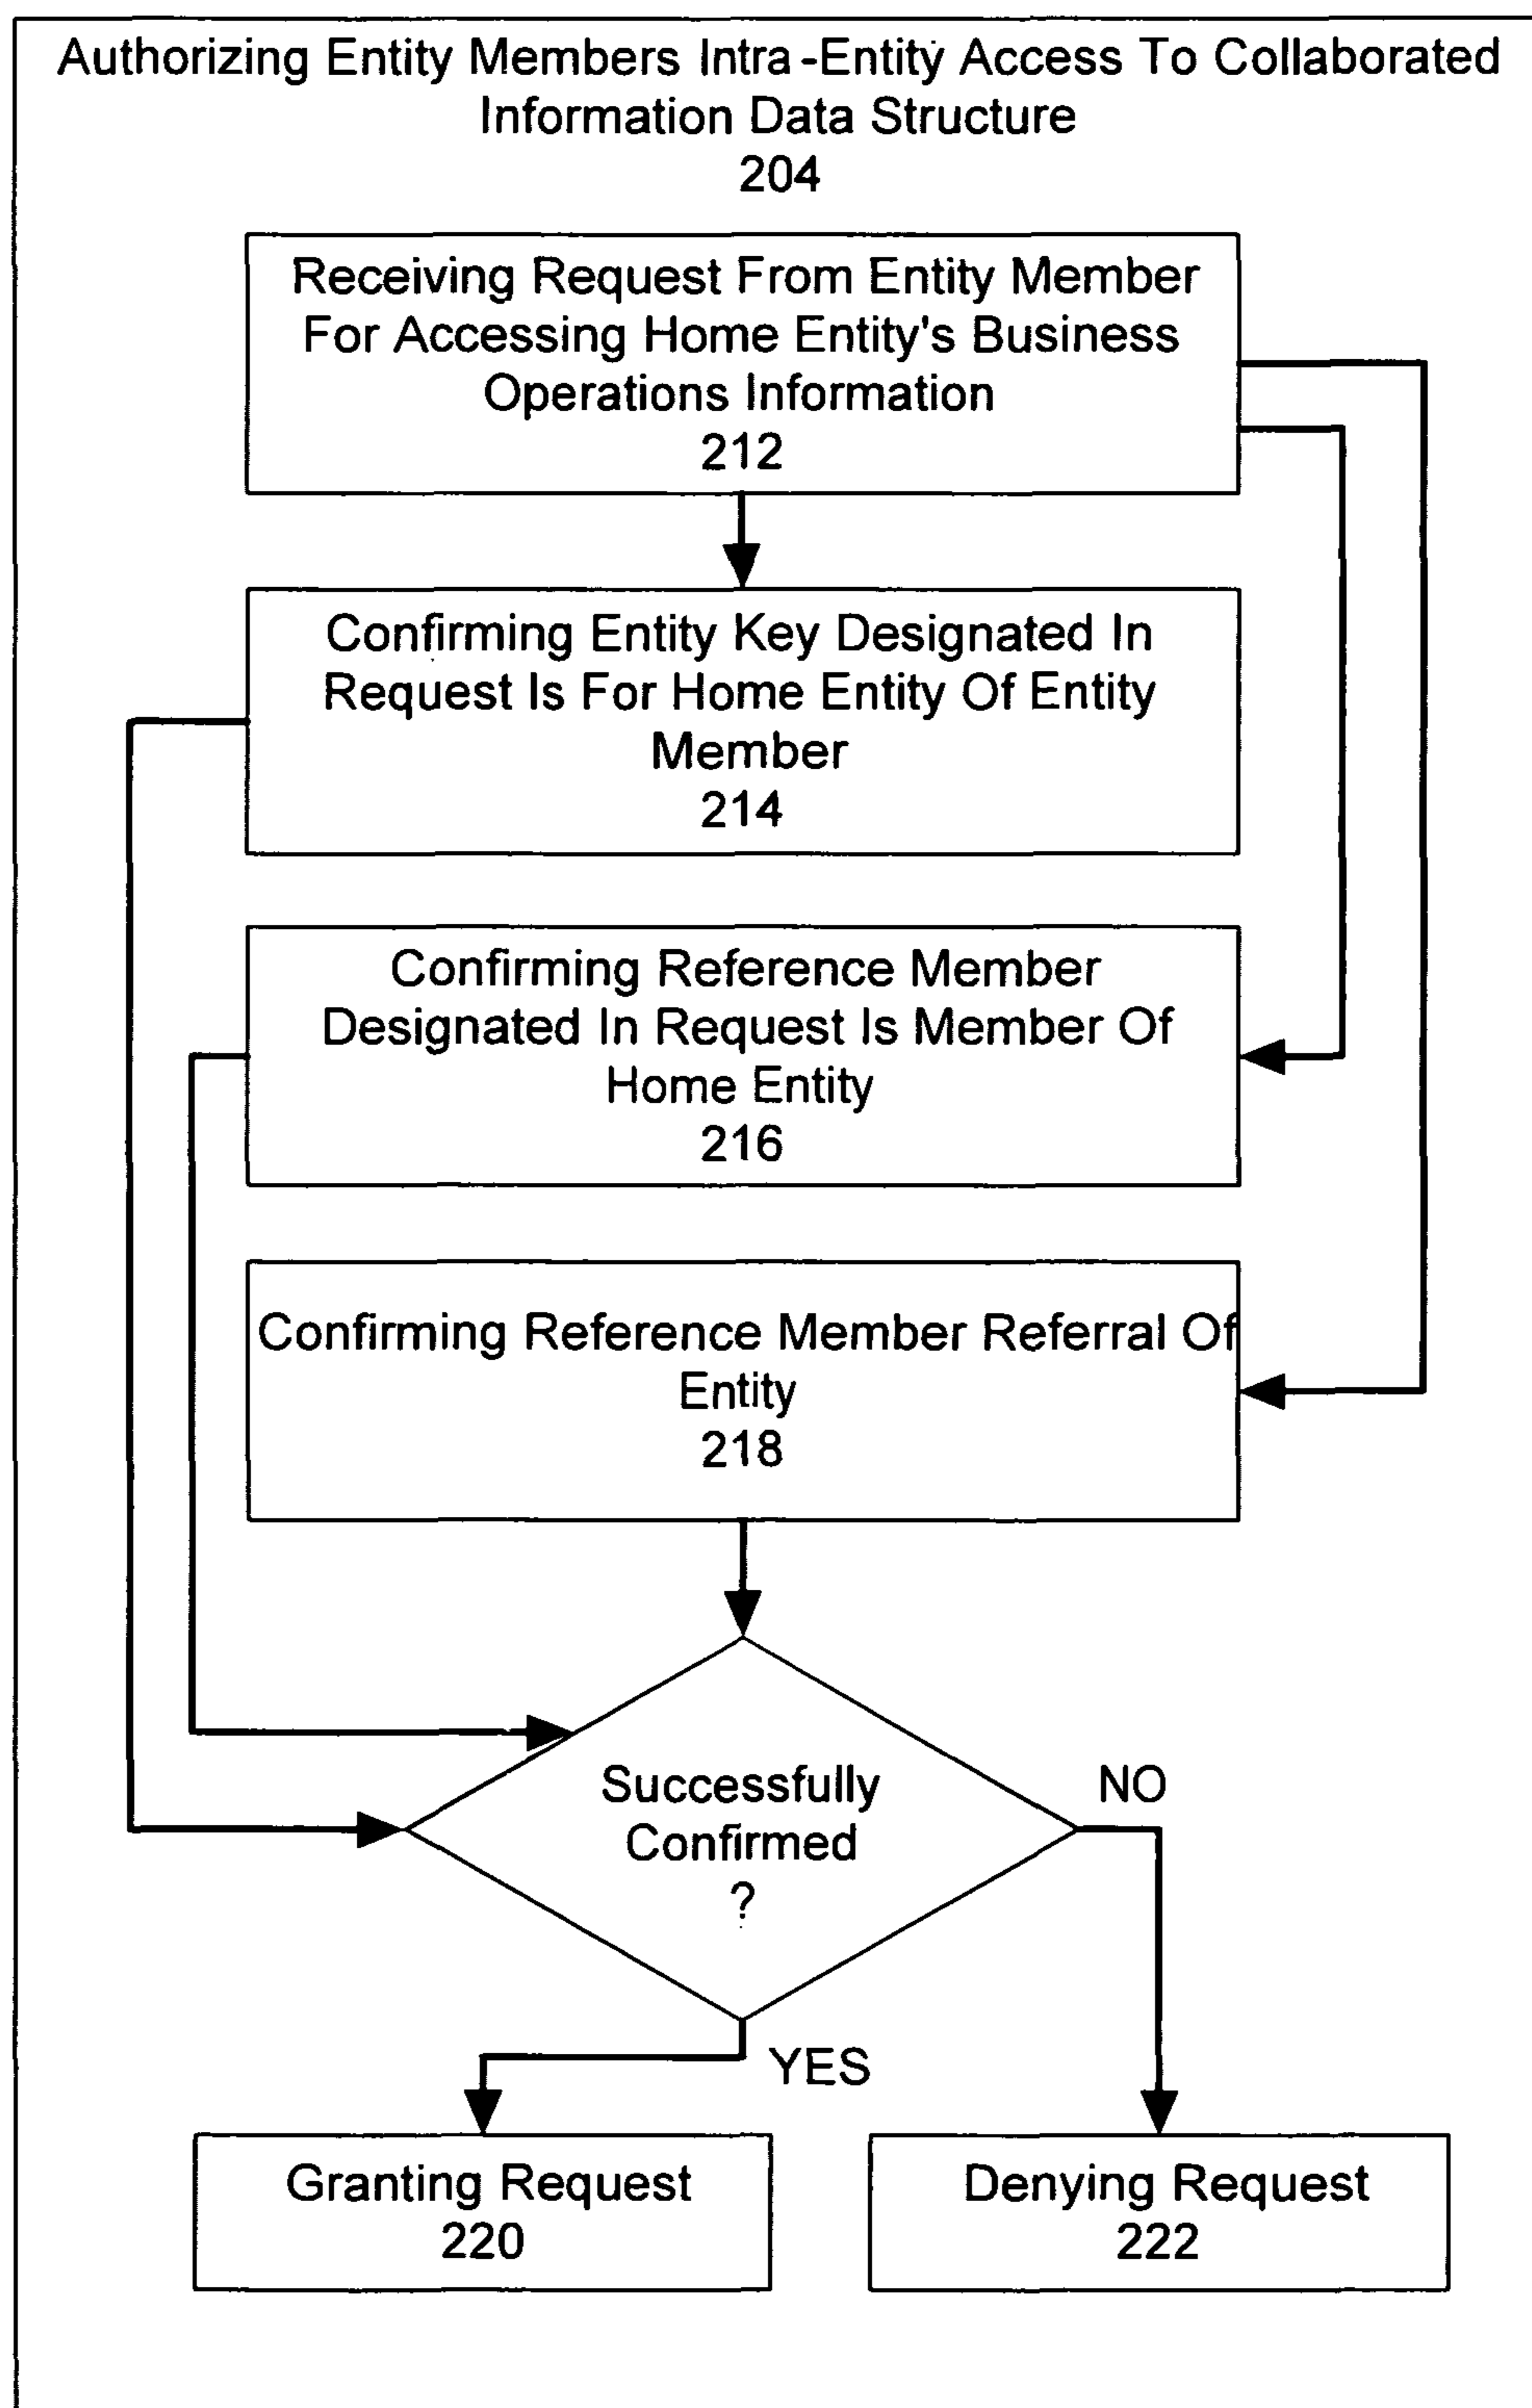 Authorizing Entity Members Intra-Entity Access To Collaborated
Information Data Structure
204
Receiving Request From Entity Member
For Accessing Home Entity's Business
Operations Information
212
Confirming Entity Key Designated In
Request Is For Home Entity Of Entity
Member
214
Confirming Reference Member
Designated In Request Is Member Of
Home Entity
216
Confirming Reference Member Referral Of
Entity
218
Successfully
Confirmed
?
NO
YES
Granting Request
220
Denying Request
222